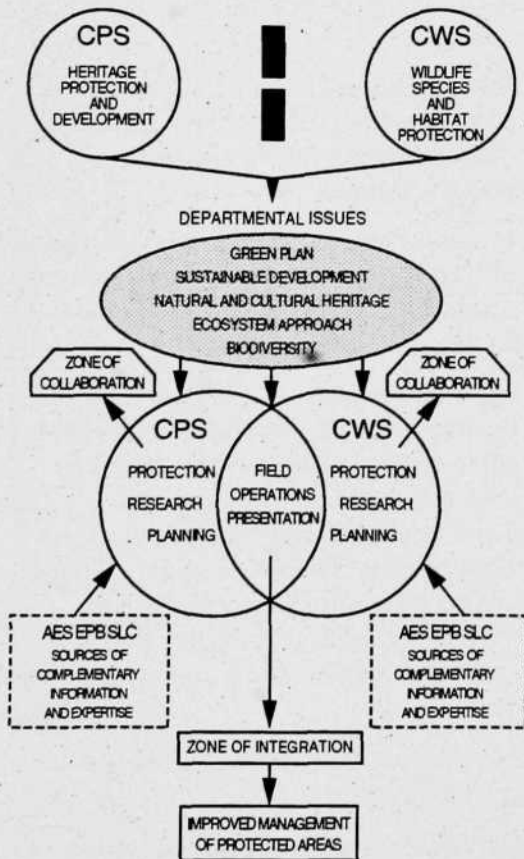 CPS
HERITAGE
PROTECTION
AND
DEVELOPMENT
CWS
WILDLIFE
SPECIES
AND
HABITAT
PROTECTION
DEPARTMENTAL ISSUES
GREEN PLAN
SUSTAINABLE DEVELOPMENT
NATURAL AND CULTURAL HERITAGE
ECOSYSTEM APPROACH
BIODIVERSITY
ZONE OF
COLLABORATION
ZONE OF
COLLABORATION
CPS
PROTECTION
RESEARCH
PLANNING
FIELD
OPERATIONS
PRESENTATION
CWS
PROTECTION
RESEARCH
PLANNING
AES EPB SLC
SOURCES OF
COMPLEMENTARY
INFORMATION
AND EXPERTISE
AES EPB SLC
SOURCES OF
COMPLEMENTARY
INFORMATION
AND EXPERTISE
ZONE OF INTEGRATION
IMPROVED MANAGEMENT
OF PROTECTED AREAS